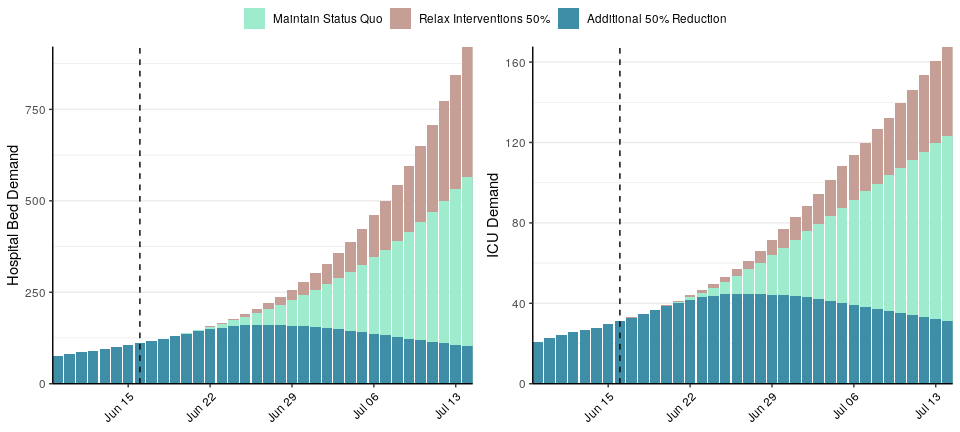 Maintain Status Quo Relax Interventions 50% Additional 50% Reduction
Hospital Bed Demand
750
500
250
0
Jun 15 Jun 22 Jun 29 Jul 06 Jul 13
ICU Demand
160
120
80
40
0
Jun 15 Jun 22 Jun 29 Jul 06 Jul 13